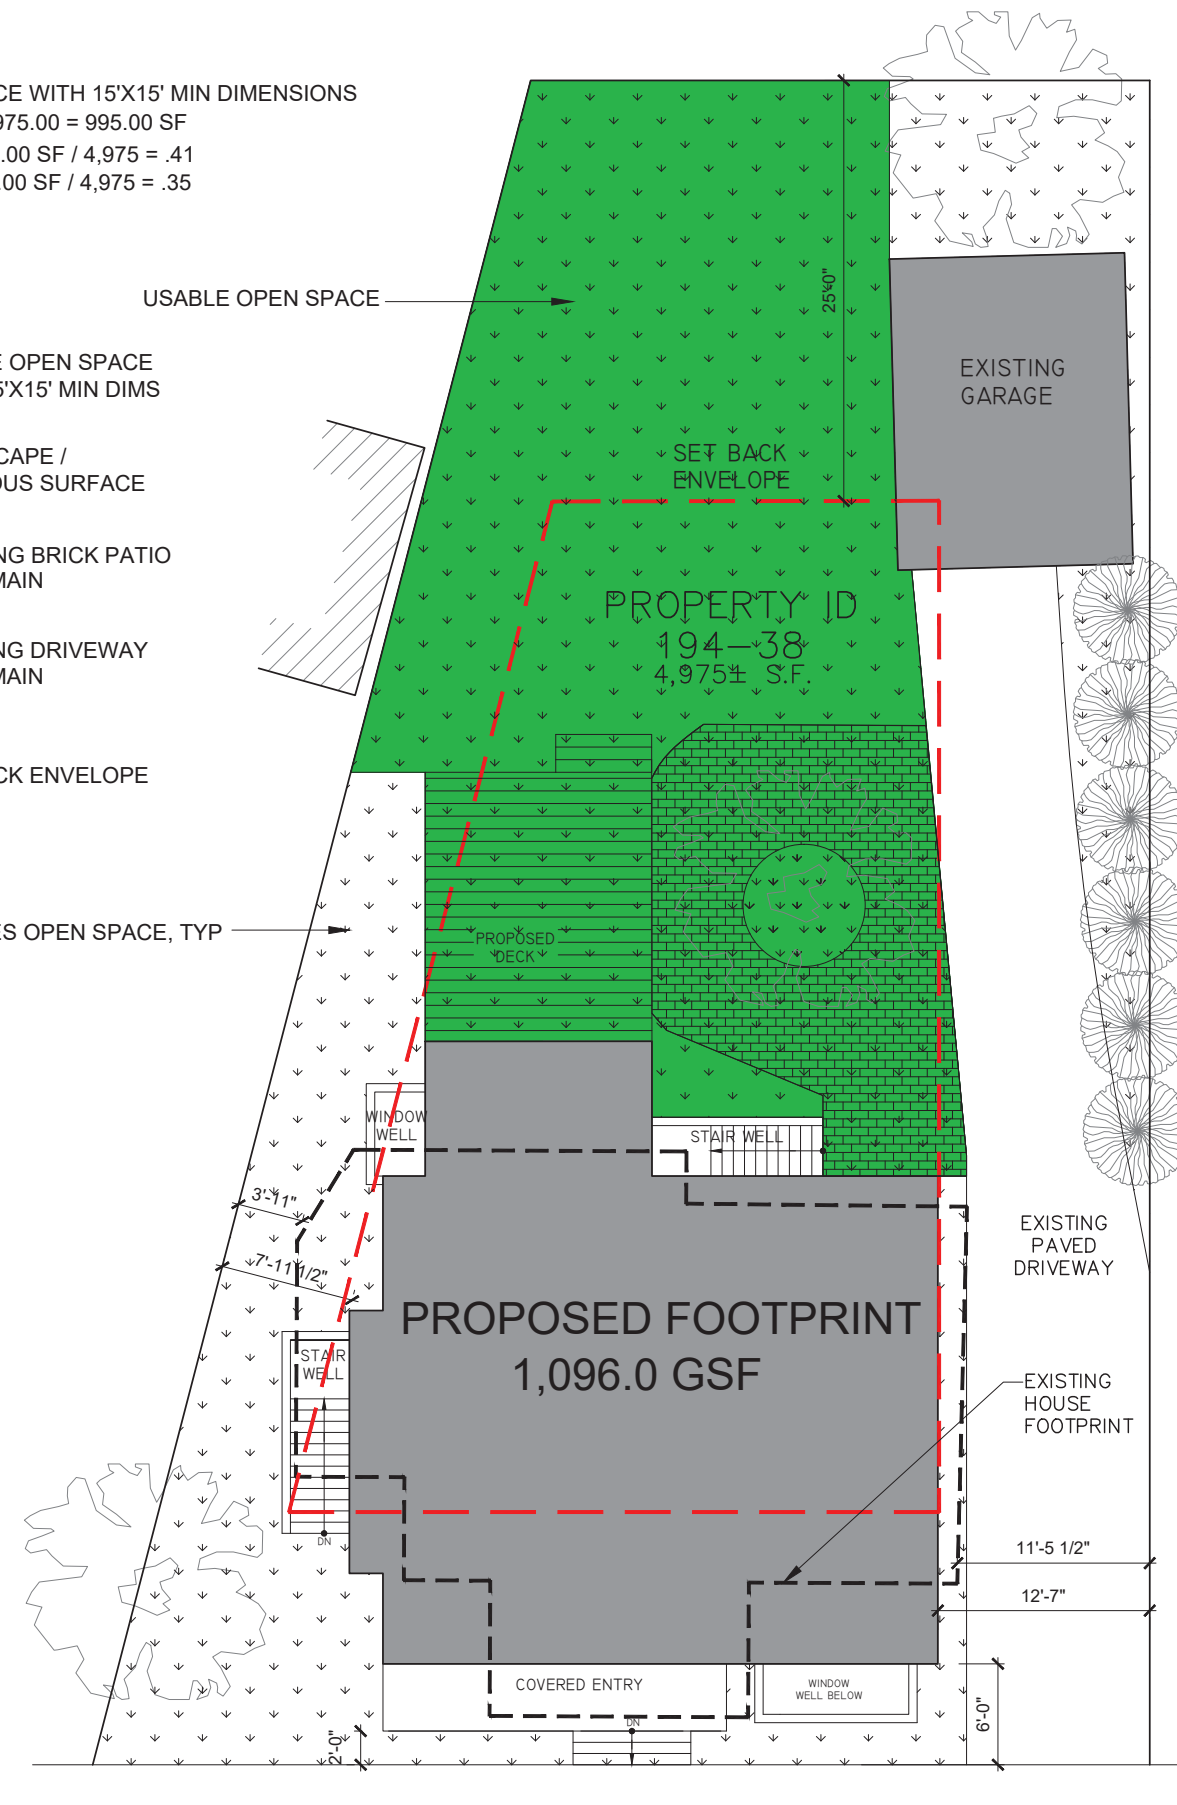 CE WITH 15'X15' MIN DIMENSIONS
975.00 = 995.00 SF
.00 SF / 4,975 = .41
.00 SF / 4,975 = .35
USABLE OPEN SPACE
25'-0"
E OPEN SPACE
5'X15' MIN DIMS
EXISTING
GARAGE
SET BACK
ENVELOPE
CAPE /
OUS SURFACE
NG BRICK PATIO
MAIN
PROPERTY ID
194-38
4,975± S.F.
NG DRIVEWAY
MAIN
CK ENVELOPE
ES OPEN SPACE, TYP
PROPOSED
DECK
WINDOW
WELL
STAIR WELL
3'-11"
7'-11 1/2"
EXISTING
PAVED
DRIVEWAY
PROPOSED FOOTPRINT
1,096.0 GSF
STAIR
WELL
EXISTING
HOUSE
FOOTPRINT
DN
11'-5 1/2"
12'-7"
COVERED ENTRY
WINDOW
WELL BELOW
DN
2'-0"
6'-0"